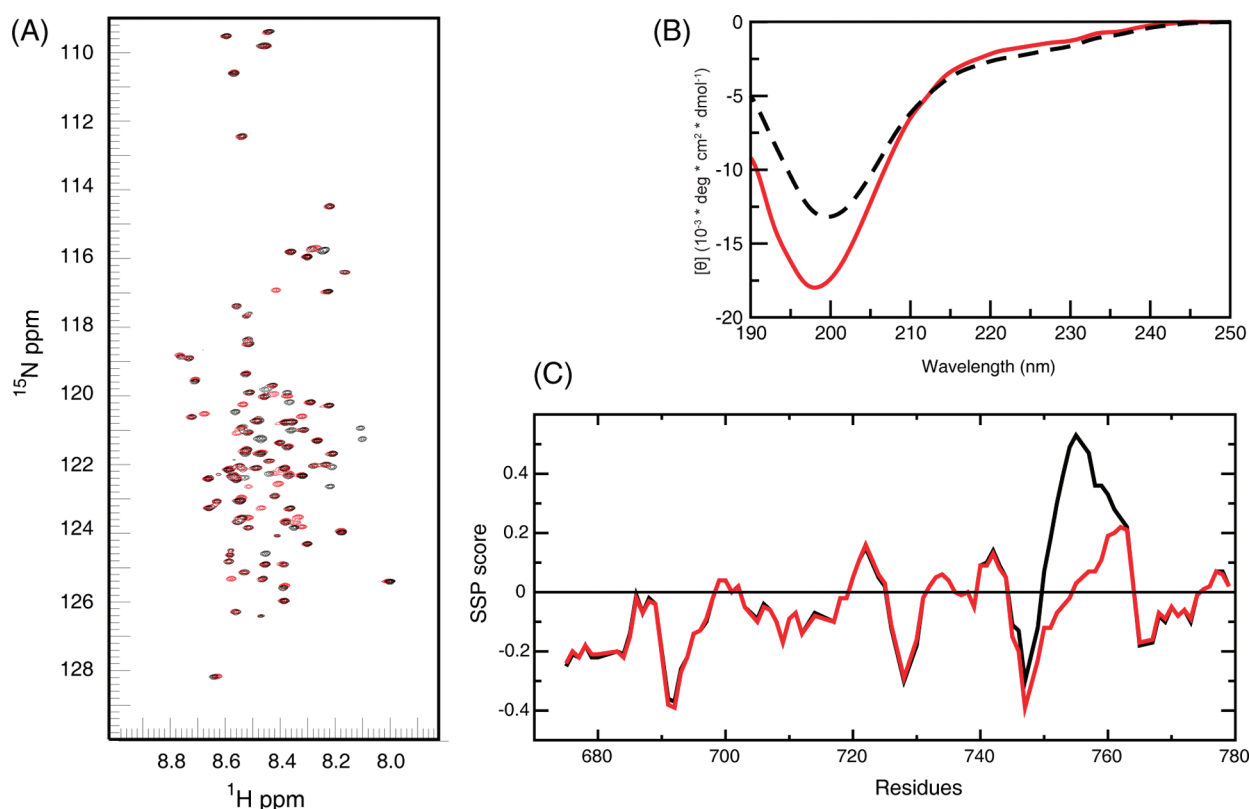 (A)
110
112
114
116
118
120
122
124
126
128
¹⁵N ppm
8.8 8.6 8.4 8.2 8.0
¹H ppm
(B)
0
-5
-10
-15
-20
[θ] (10⁻³ * deg * cm² * dmol⁻¹)
190 200 210 220 230 240 250
Wavelength (nm)
(C)
0.4
0.2
0
-0.2
-0.4
SSP score
680 700 720 740 760 780
Residues